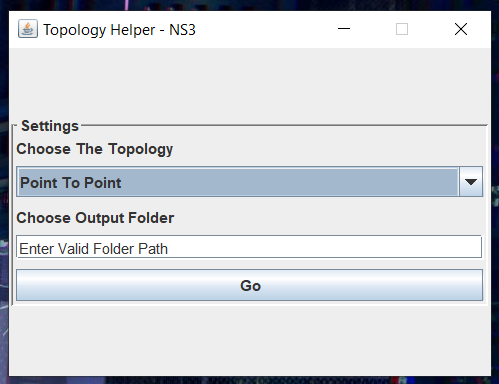 Topology Helper - NS3
Settings
Choose The Topology
Point To Point
Choose Output Folder
Enter Valid Folder Path
Go